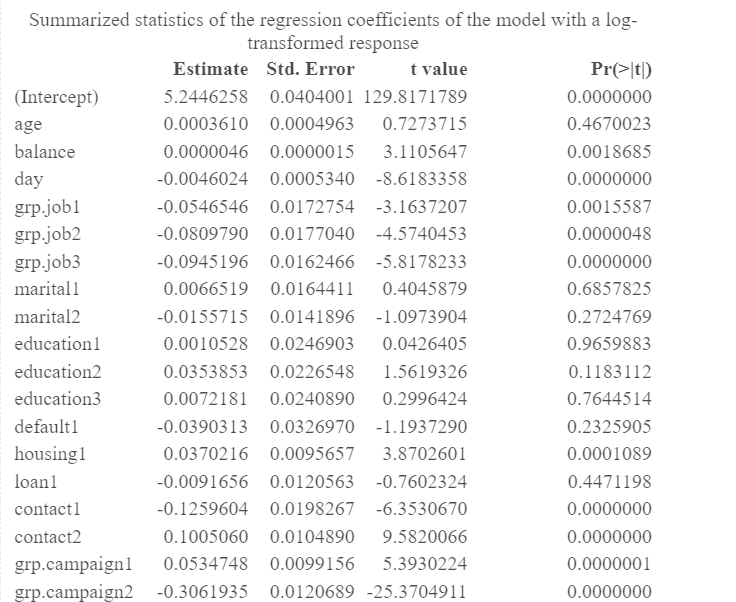 Summarized statistics of the regression coefficients of the model with a log-
transformed response
Estimate Std. Error t value Pr(>|t|)
(Intercept) 5.2446258 0.0404001 129.8171789 0.0000000
age 0.0003610 0.0004963 0.7273715 0.4670023
balance 0.0000046 0.0000015 3.1105647 0.0018685
day -0.0046024 0.0005340 -8.6183358 0.0000000
grp.job1 -0.0546546 0.0172754 -3.1637207 0.0015587
grp.job2 -0.0809790 0.0177040 -4.5740453 0.0000048
grp.job3 -0.0945196 0.0162466 -5.8178233 0.0000000
marital1 0.0066519 0.0164411 0.4045879 0.6857825
marital2 -0.0155715 0.0141896 -1.0973904 0.2724769
education1 0.0010528 0.0246903 0.0426405 0.9659883
education2 0.0353853 0.0226548 1.5619326 0.1183112
education3 0.0072181 0.0240890 0.2996424 0.7644514
default1 -0.0390313 0.0326970 -1.1937290 0.2325905
housing1 0.0370216 0.0095657 3.8702601 0.0001089
loan1 -0.0091656 0.0120563 -0.7602324 0.4471198
contact1 -0.1259604 0.0198267 -6.3530670 0.0000000
contact2 0.1005060 0.0104890 9.5820066 0.0000000
grp.campaign1 0.0534748 0.0099156 5.3930224 0.0000001
grp.campaign2 -0.3061935 0.0120689 -25.3704911 0.0000000